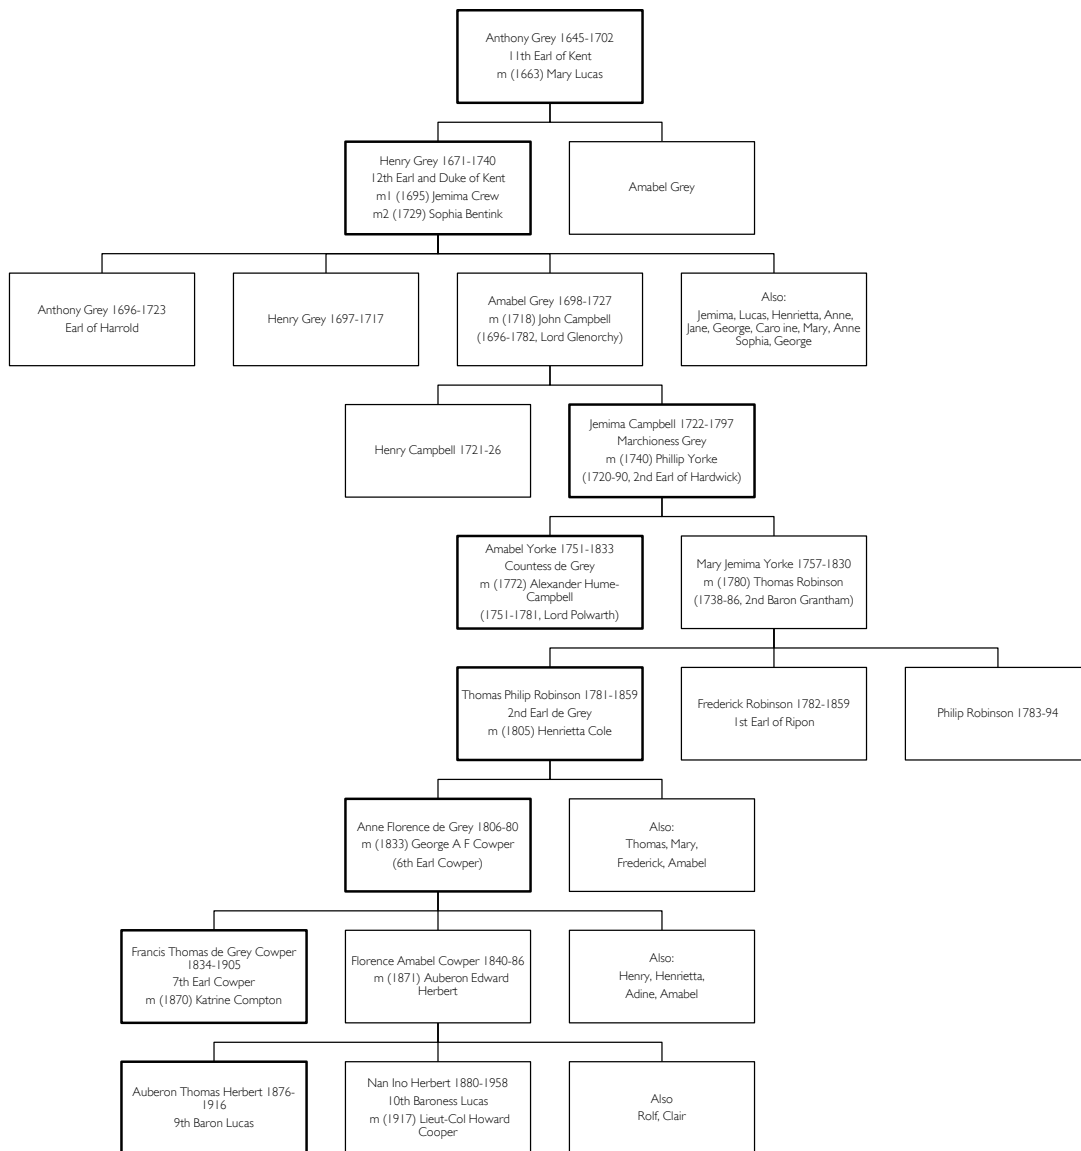 Anthony Grey 1645-1702
11th Earl of Kent
m (1663) Mary Lucas
Henry Grey 1671-1740
12th Earl and Duke of Kent
m1 (1695) Jemima Crew
m2 (1729) Sophia Bentink
Amabel Grey
Anthony Grey 1696-1723
Earl of Harrold
Henry Grey 1697-1717
Amabel Grey 1698-1727
m (1718) John Campbell
(1696-1782, Lord Glenorchy)
Also:
Jemima, Lucas, Henrietta, Anne,
Jane, George, Caro ine, Mary, Anne
Sophia, George
Henry Campbell 1721-26
Jemima Campbell 1722-1797
Marchioness Grey
m (1740) Phillip Yorke
(1720-90, 2nd Earl of Hardwick)
Amabel Yorke 1751-1833
Countess de Grey
m (1772) Alexander Hume-
Campbell
(1751-1781, Lord Polwarth)
Mary Jemima Yorke 1757-1830
m (1780) Thomas Robinson
(1738-86, 2nd Baron Grantham)
Thomas Philip Robinson 1781-1859
2nd Earl de Grey
m (1805) Henrietta Cole
Frederick Robinson 1782-1859
1st Earl of Ripon
Philip Robinson 1783-94
Anne Florence de Grey 1806-80
m (1833) George A F Cowper
(6th Earl Cowper)
Also:
Thomas, Mary,
Frederick, Amabel
Francis Thomas de Grey Cowper
1834-1905
7th Earl Cowper
m (1870) Katrine Compton
Florence Amabel Cowper 1840-86
m (1871) Auberon Edward
Herbert
Also:
Henry, Henrietta,
Adine, Amabel
Auberon Thomas Herbert 1876-
1916
9th Baron Lucas
Nan Ino Herbert 1880-1958
10th Baroness Lucas
m (1917) Lieut-Col Howard
Cooper
Also
Rolf, Clair